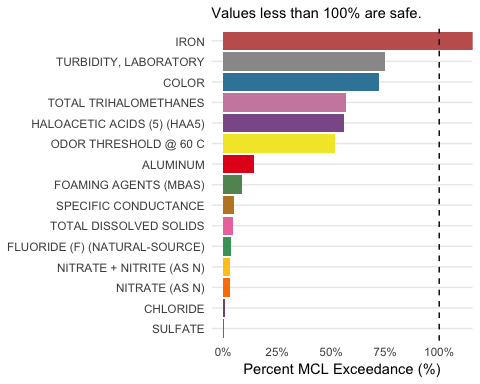 Values less than 100% are safe.
IRON
TURBIDITY, LABORATORY
COLOR
TOTAL TRIHALOMETHANES
HALOACETIC ACIDS (5) (HAA5)
ODOR THRESHOLD @ 60 C
ALUMINUM
FOAMING AGENTS (MBAS)
SPECIFIC CONDUCTANCE
TOTAL DISSOLVED SOLIDS
FLUORIDE (F) (NATURAL-SOURCE)
NITRATE + NITRITE (AS N)
NITRATE (AS N)
CHLORIDE
SULFATE
0% 25% 50% 75% 100%
Percent MCL Exceedance (%)